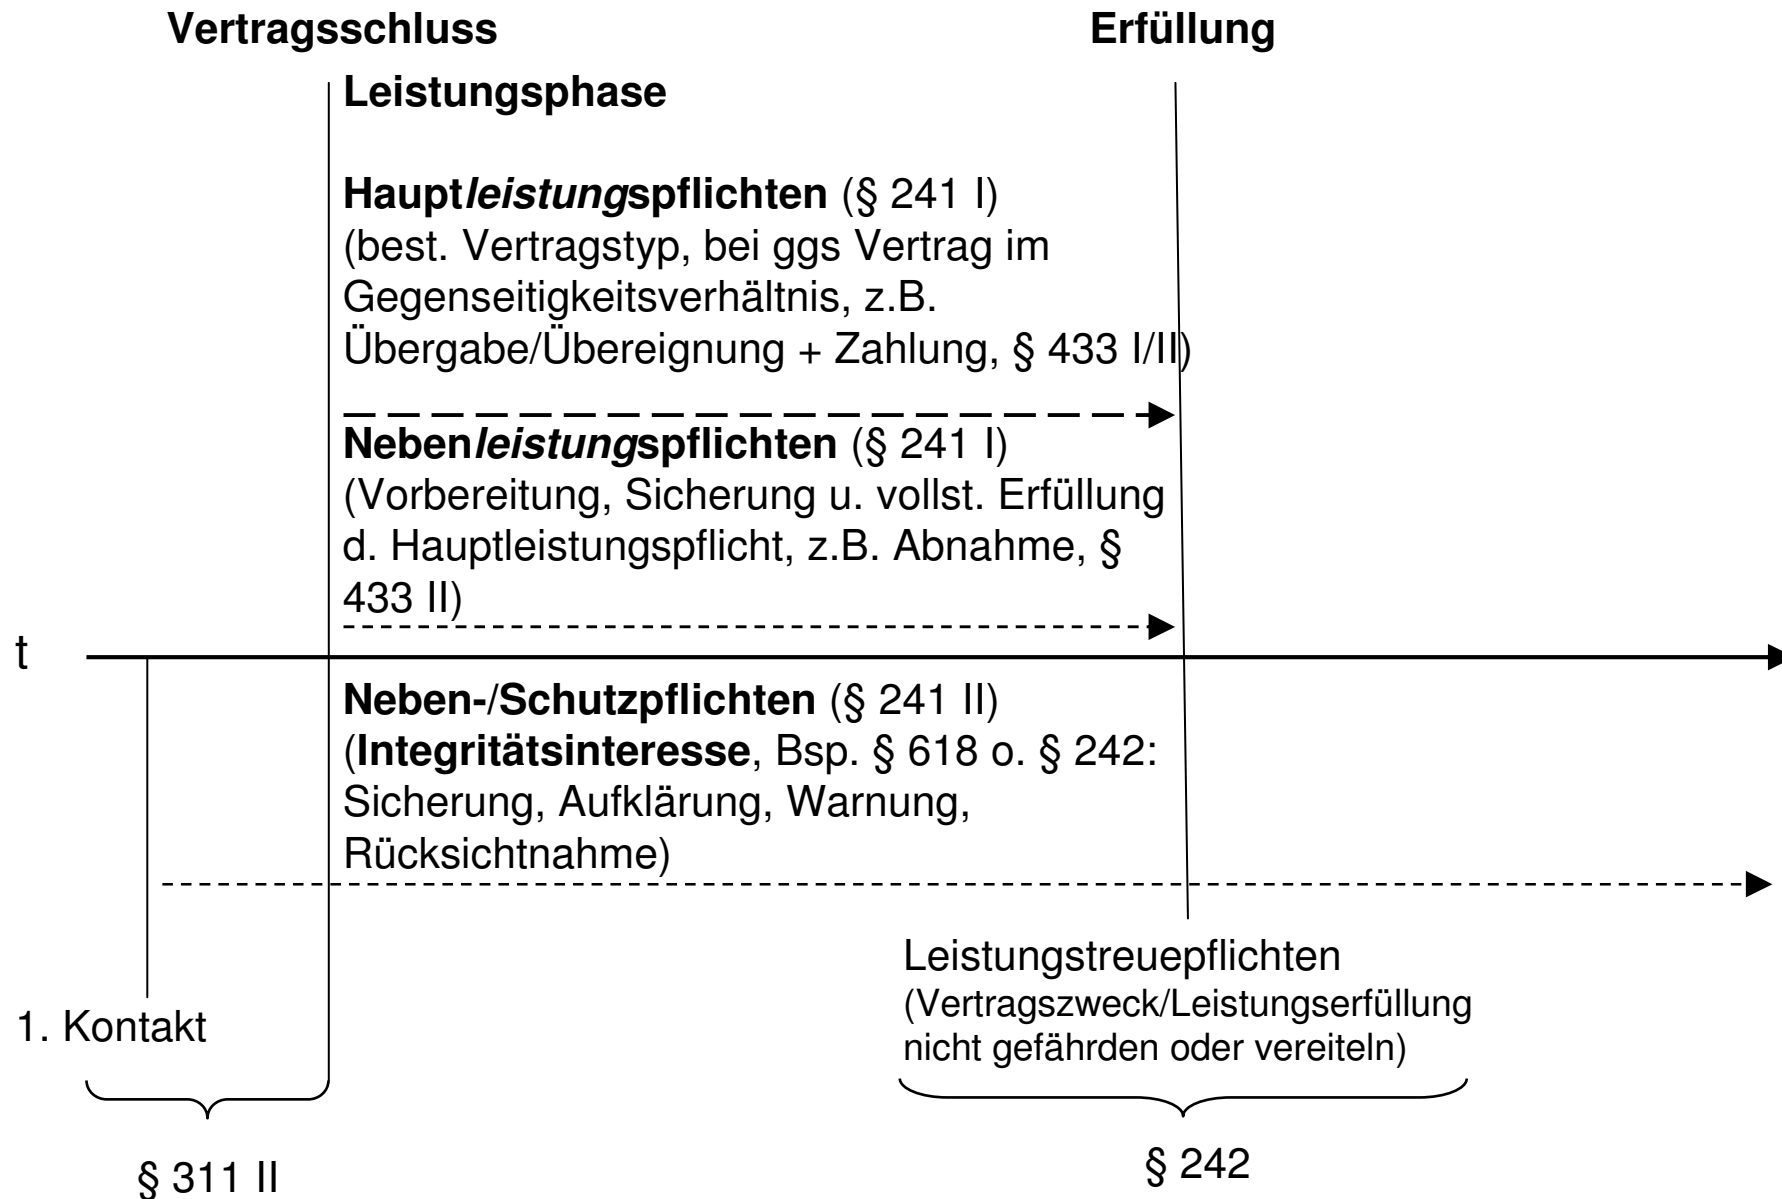 Vertragsschluss
Erfüllung
Leistungsphase
Hauptleistungspflichten (§ 241 I)
(best. Vertragstyp, bei ggs Vertrag im
Gegenseitigkeitsverhältnis, z.B.
Übergabe/Übereignung + Zahlung, § 433 I/II)
Nebenleistungspflichten (§ 241 I)
(Vorbereitung, Sicherung u. vollst. Erfüllung
d. Hauptleistungspflicht, z.B. Abnahme, §
433 II)
t
Neben-/Schutzpflichten (§ 241 II)
(Integritätsinteresse, Bsp. § 618 o. § 242:
Sicherung, Aufklärung, Warnung,
Rücksichtnahme)
1. Kontakt
Leistungstreuepflichten
(Vertragszweck/Leistungserfüllung
nicht gefährden oder vereiteln)
§ 311 II
§ 242